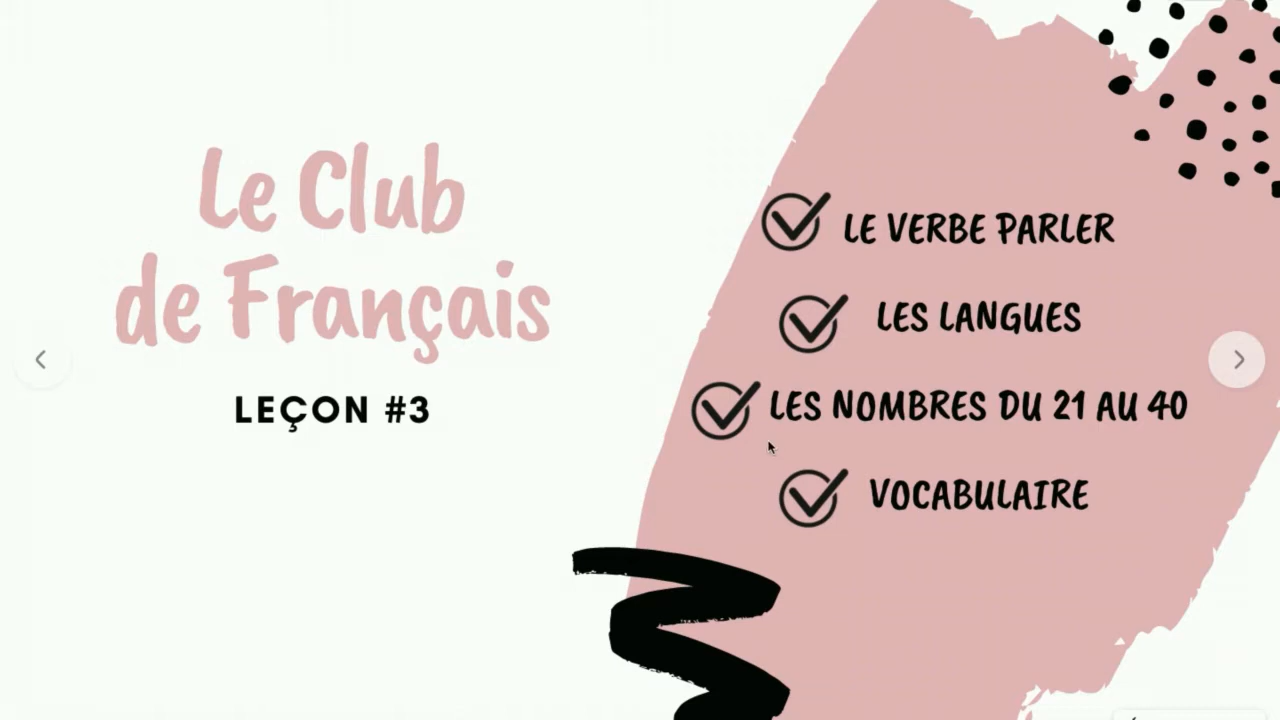 Le Club
de Français
LEÇON #3
LE VERBE PARLER
LES LANGUES
LES NOMBRES DU 21 AU 40
VOCABULAIRE